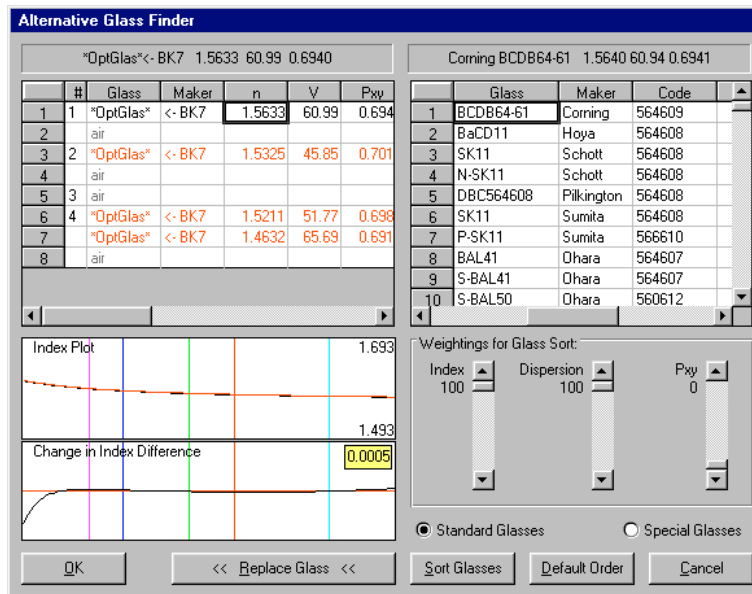 Alternative Glass Finder
*OptGlas*<- BK7 1.5633 60.99 0.6940
Corning BCDB64-61 1.5640 60.94 0.6941
# Glass Maker n V Pxy
1 1 *OptGlas* <- BK7 1.5633 60.99 0.694
2 air
3 2 *OptGlas* <- BK7 1.5325 45.85 0.701
4 air
5 3 air
6 4 *OptGlas* <- BK7 1.5211 51.77 0.698
7 *OptGlas* <- BK7 1.4632 65.69 0.691
8 air
Glass Maker Code
1 BCDB64-61 Corning 564609
2 BaCD11 Hoya 564608
3 SK11 Schott 564608
4 N-SK11 Schott 564608
5 DBC564608 Pilkington 564608
6 SK11 Sumita 564608
7 P-SK11 Sumita 566610
8 BAL41 Ohara 564607
9 S-BAL41 Ohara 564607
10 S-BAL50 Ohara 560612
Index Plot 1.693
1.493
Change in Index Difference 0.0005
Weightings for Glass Sort:
Index 100 Dispersion 100 Pxy 0
Standard Glasses Special Glasses
OK << Replace Glass << Sort Glasses Default Order Cancel